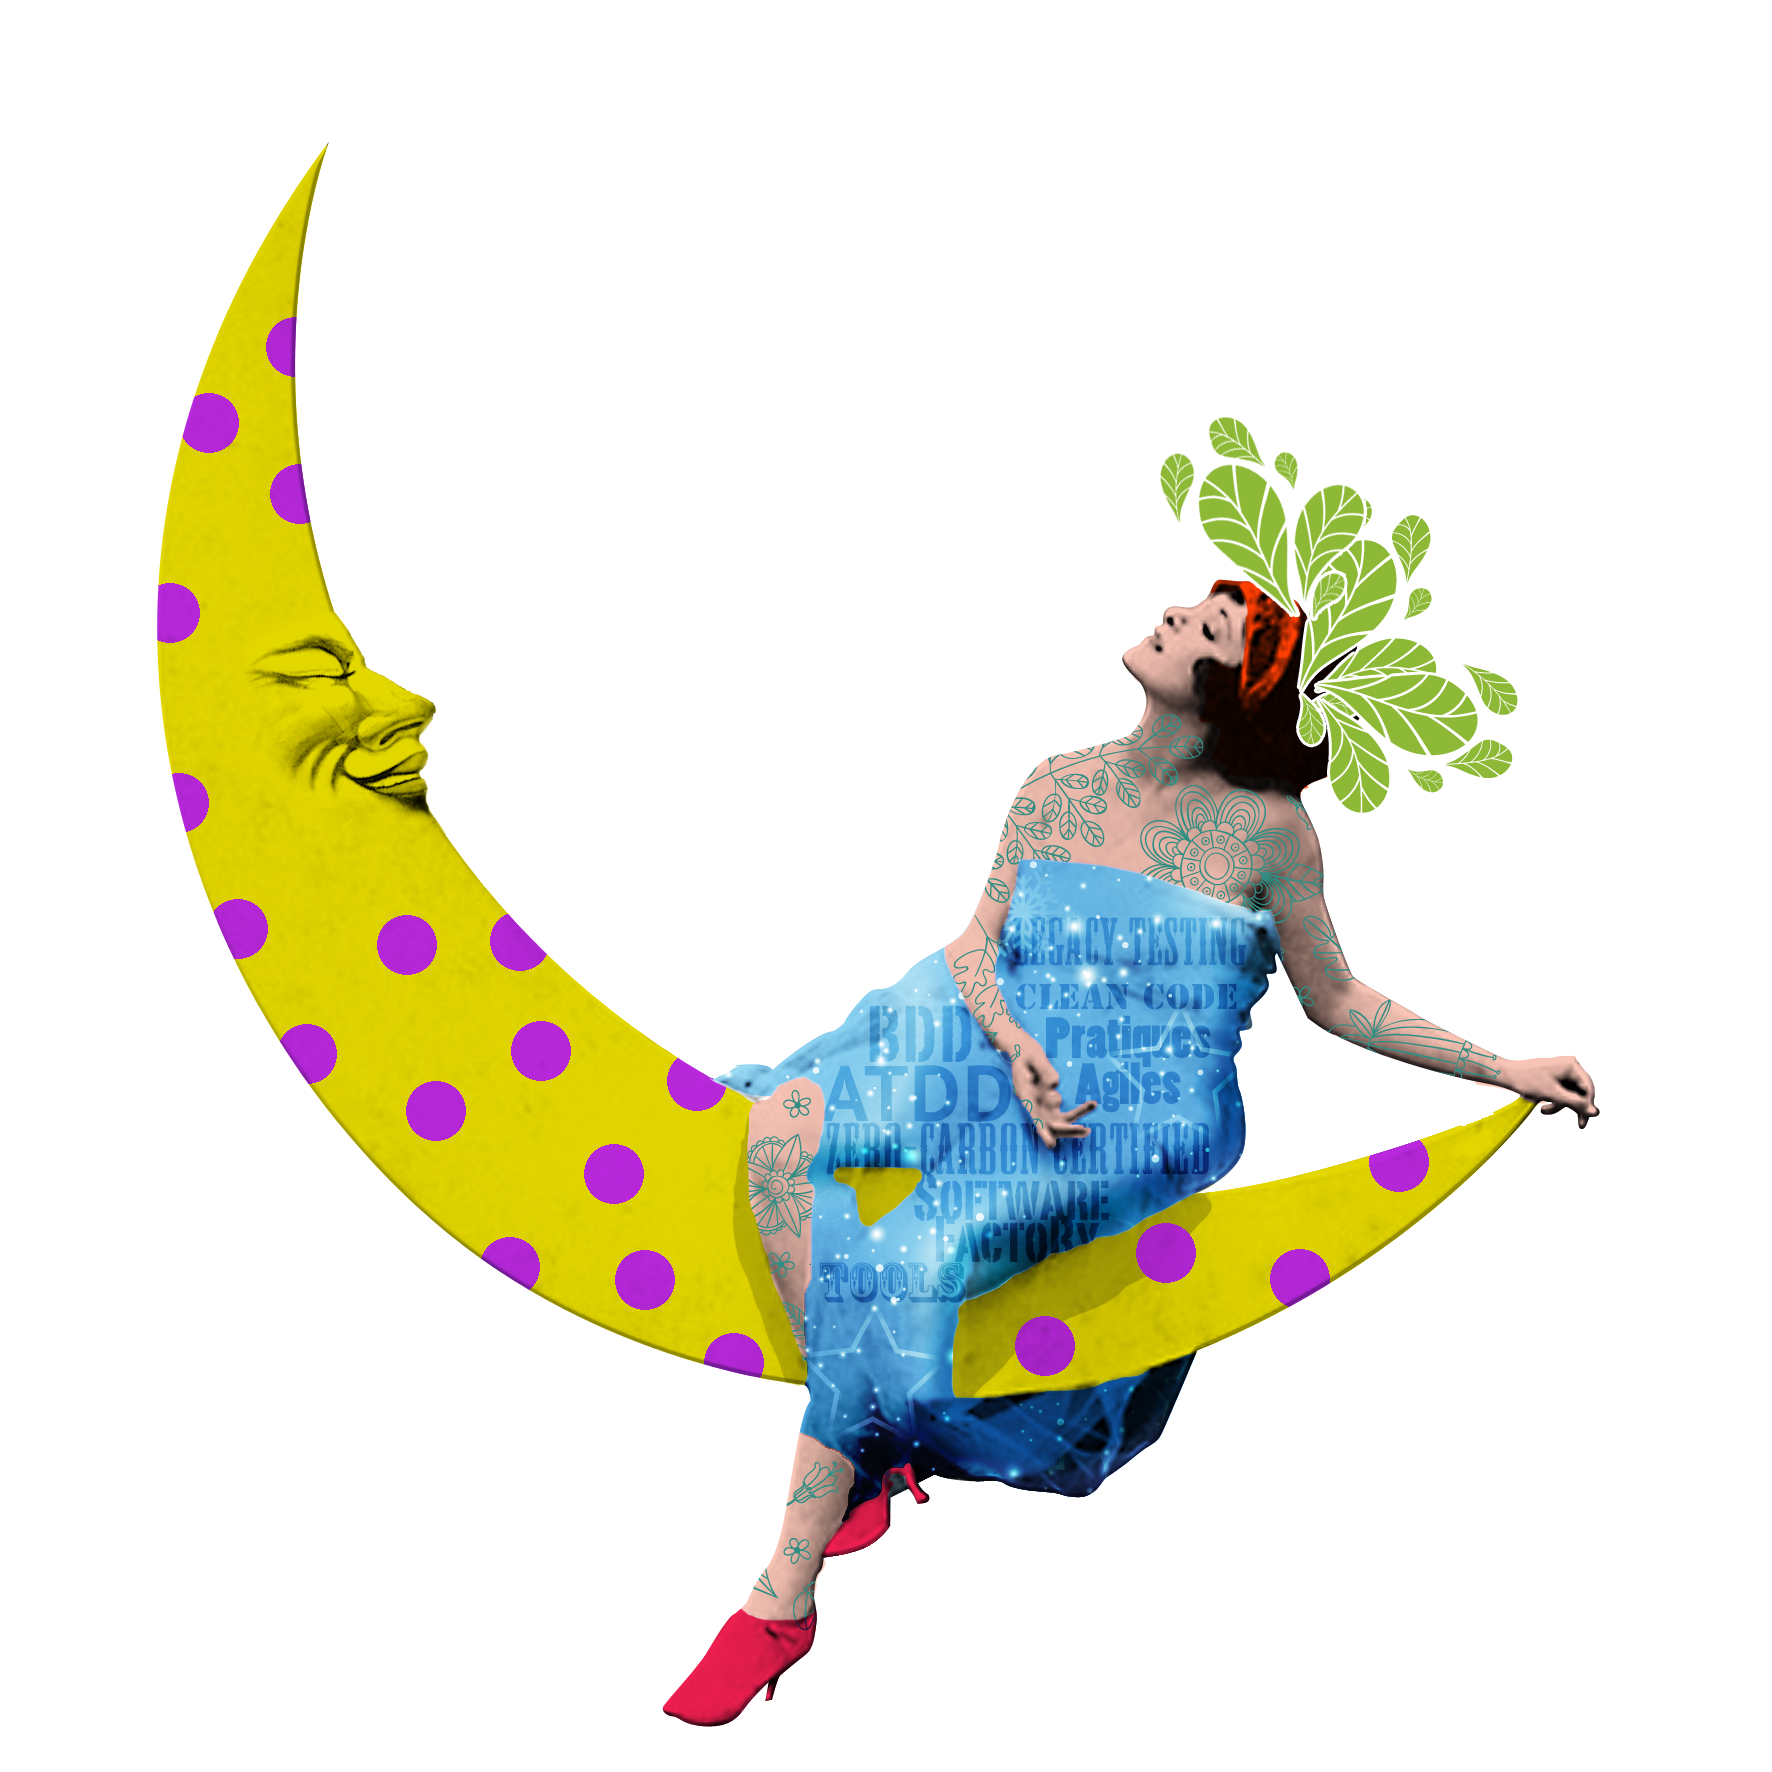 LEGACY TESTING
CLEAN CODE
BDD
Pratiques
Agiles
ATDD
ZERO CARBON CERTIFIED
SOFTWARE
FACTORY
TOOLS